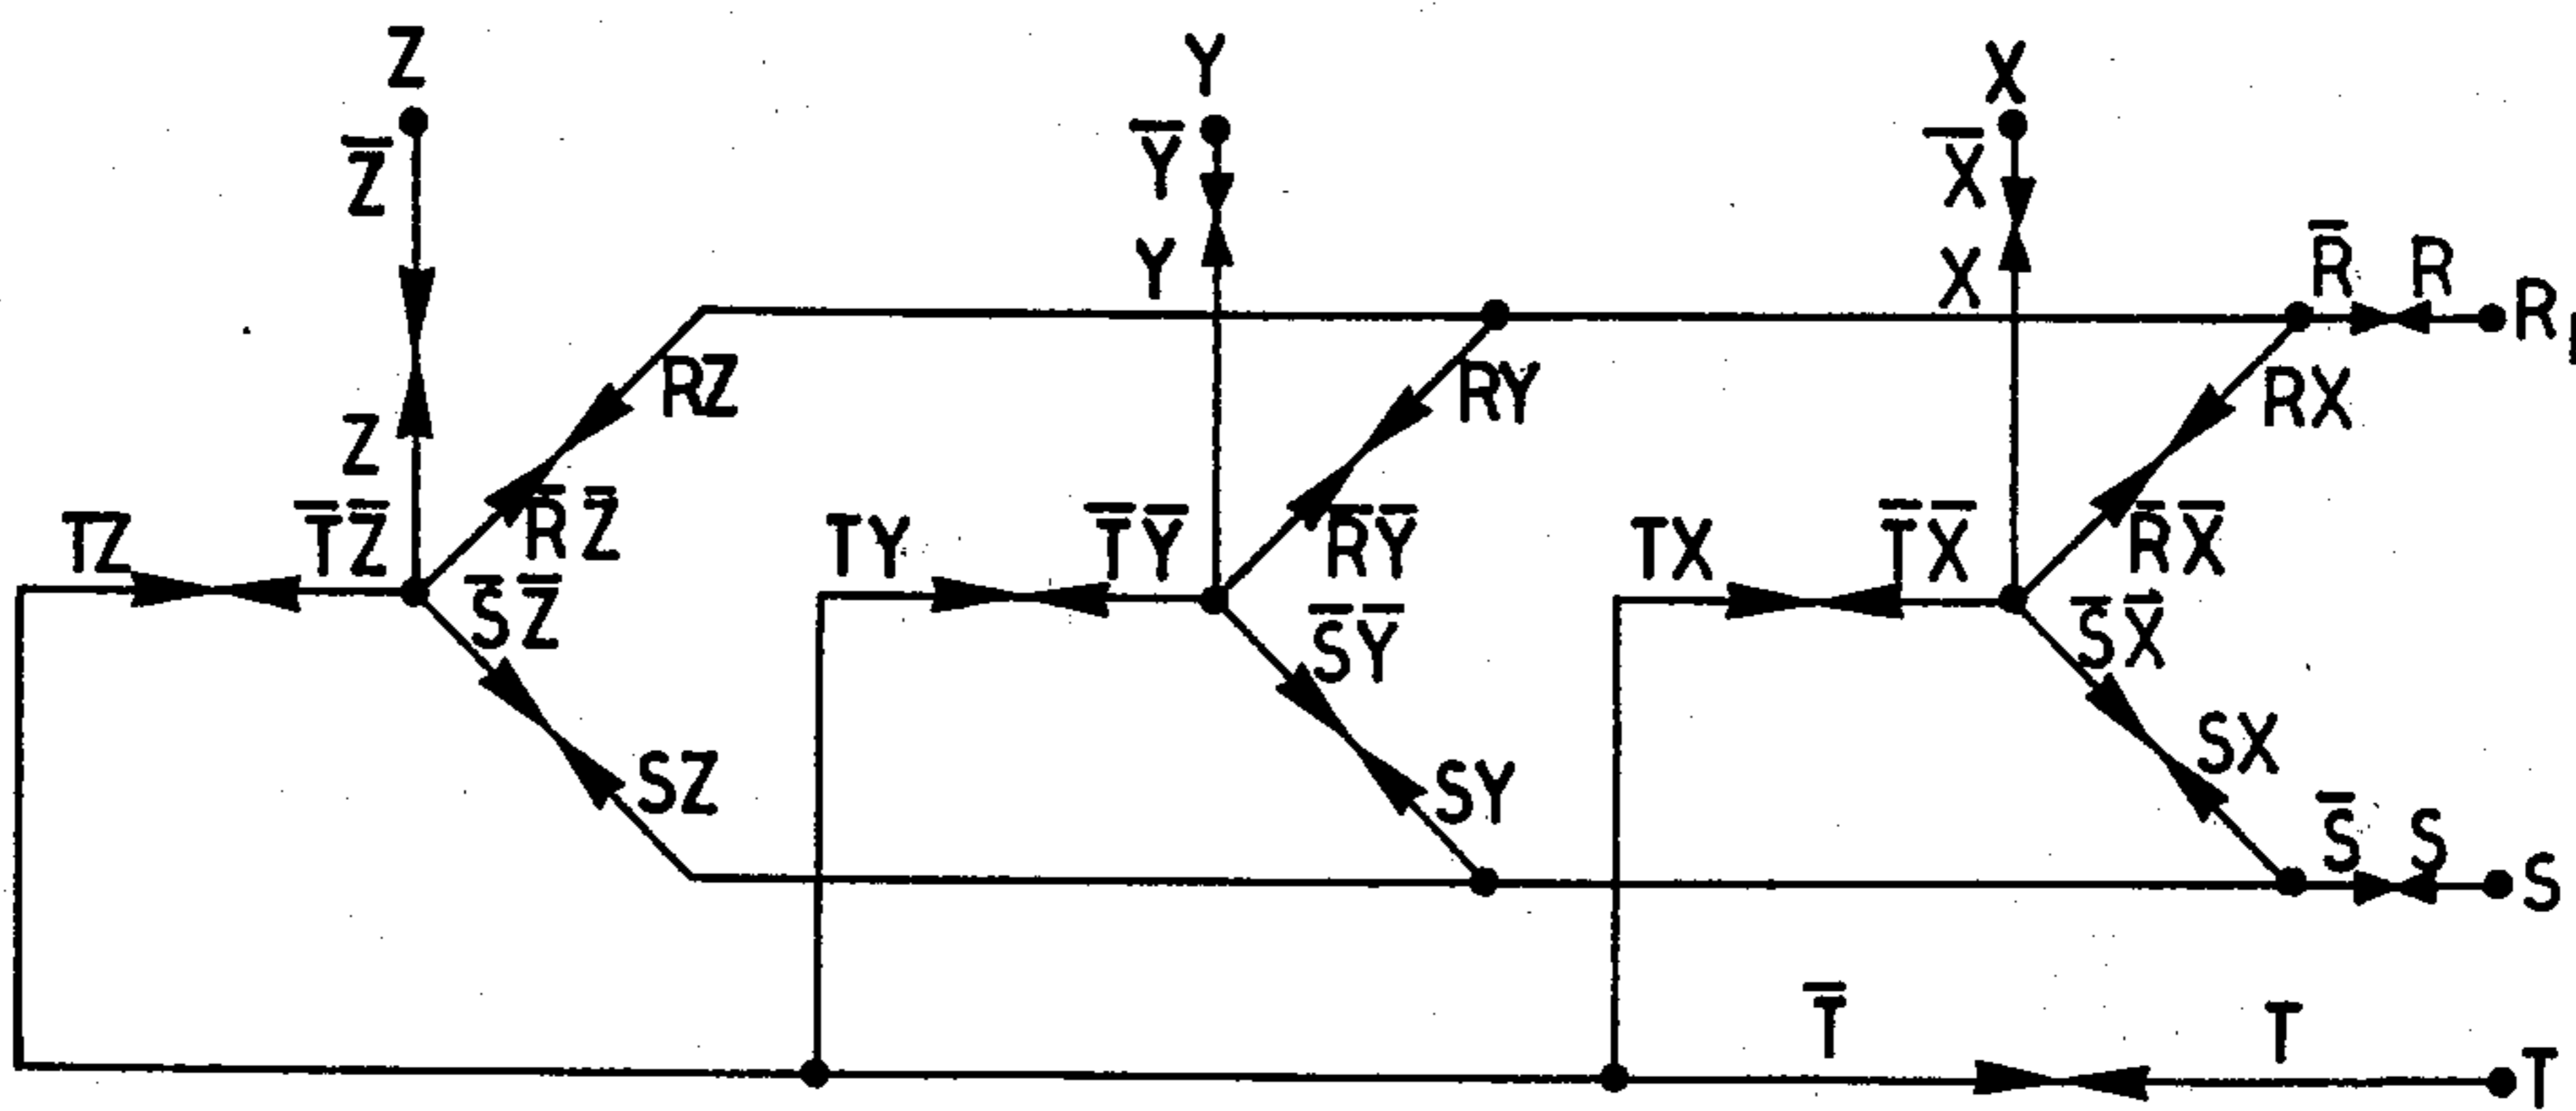 Z Y X
Z̅ Y̅ X̅
Y X R̅ R R
RZ RY RX
Z
TZ T̅Z̅ R̅Z̅ TY T̅Y̅ R̅Y̅ TX T̅X̅ R̅X̅
S̅Z̅ S̅Y̅ S̅X̅
SZ SY SX
S̅ S S
T̅ T T